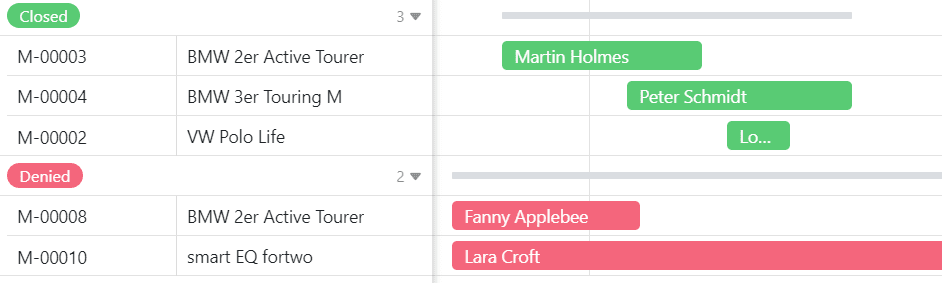 Closed 3
M-00003 BMW 2er Active Tourer Martin Holmes
M-00004 BMW 3er Touring M Peter Schmidt
M-00002 VW Polo Life Lo...
Denied 2
M-00008 BMW 2er Active Tourer Fanny Applebee
M-00010 smart EQ fortwo Lara Croft